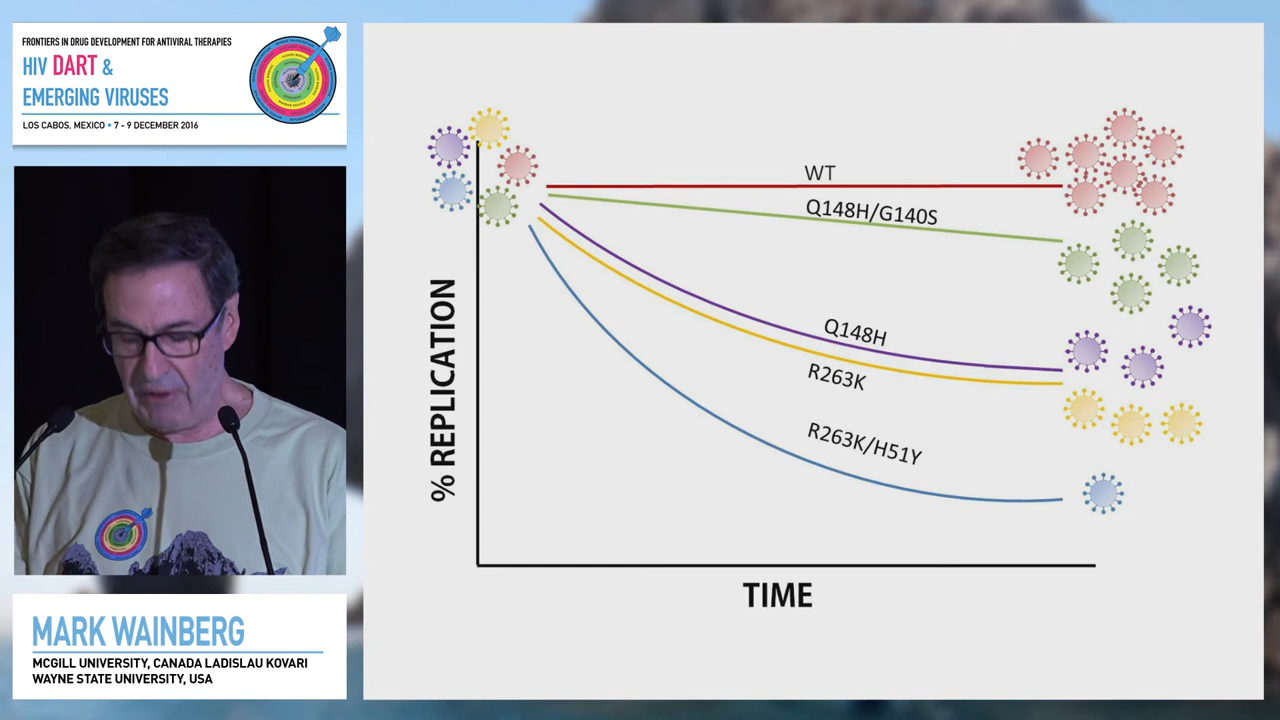 FRONTIERS IN DRUG DEVELOPMENT FOR ANTIVIRAL THERAPIES
HIV DART &
EMERGING VIRUSES
LOS CABOS, MEXICO • 7 - 9 DECEMBER 2016
MARK WAINBERG
MCGILL UNIVERSITY, CANADA LADISLAU KOVARI
WAYNE STATE UNIVERSITY, USA
% REPLICATION
WT
Q148H/G140S
Q148H
R263K
R263K/H51Y
TIME